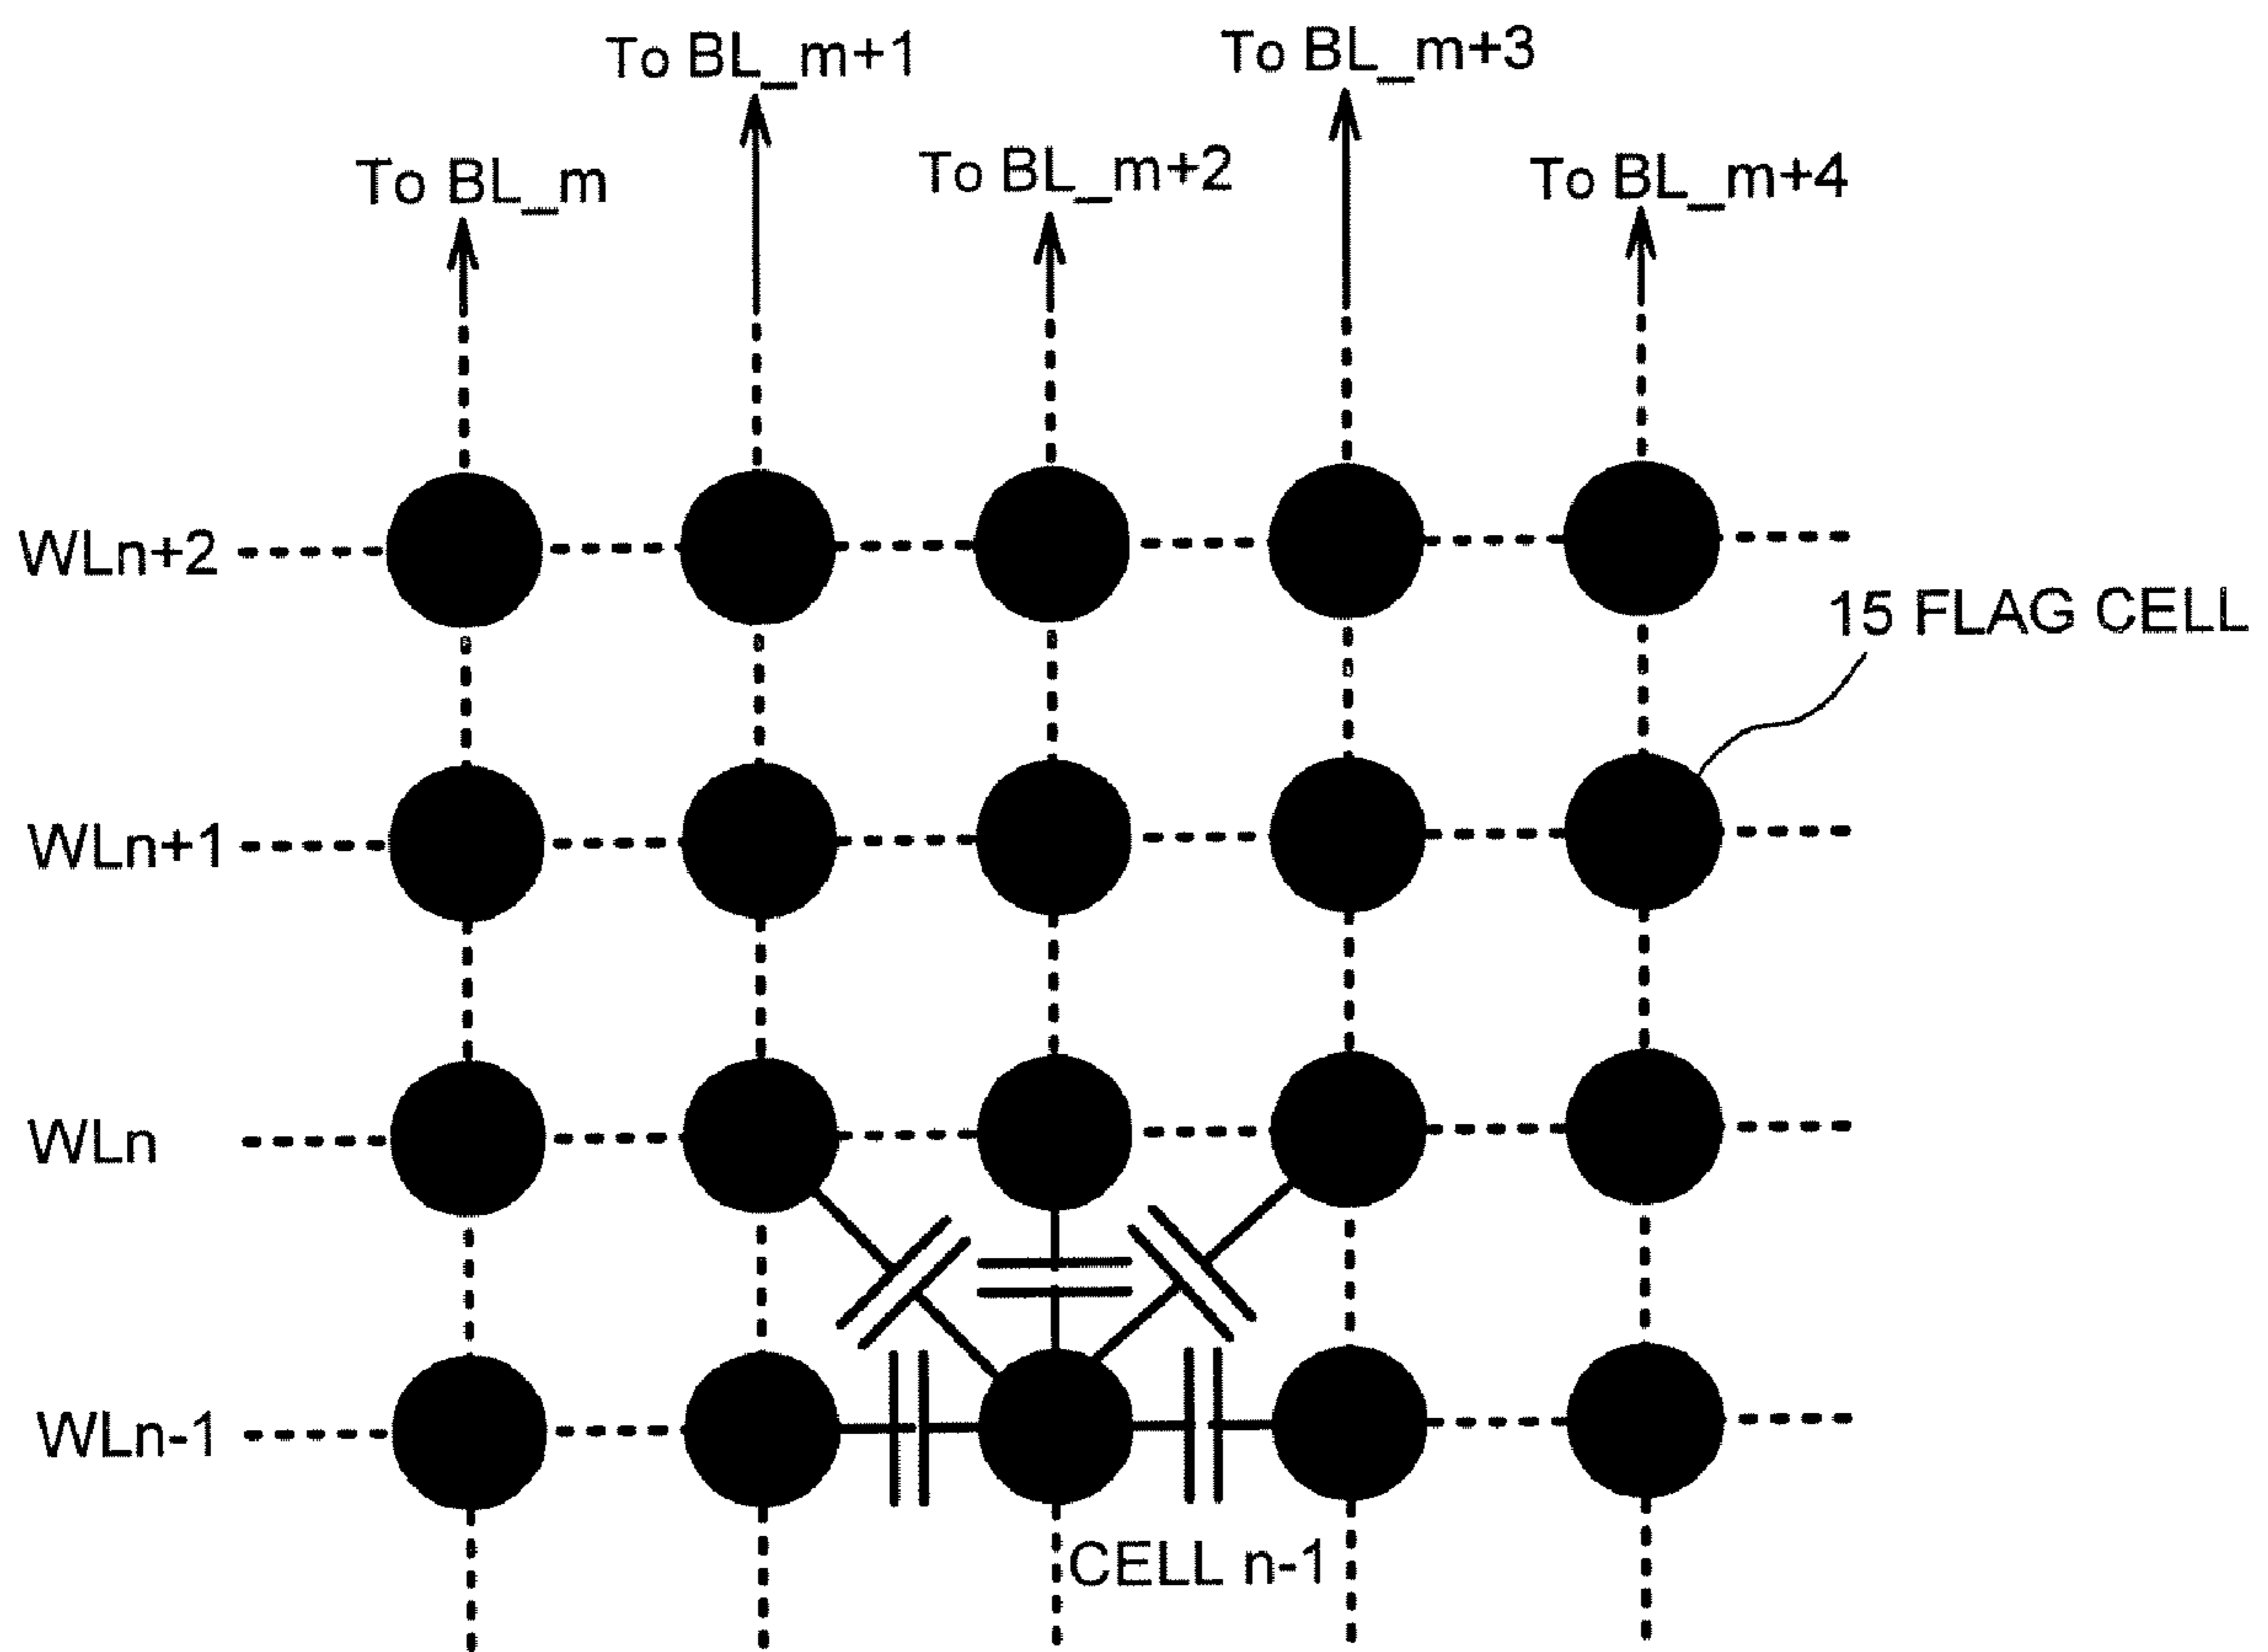 To BL_m+1
To BL_m+3
To BL_m
To BL_m+2
To BL_m+4
WLn+2
15 FLAG CELL
WLn+1
WLn
WLn-1
CELL n-1